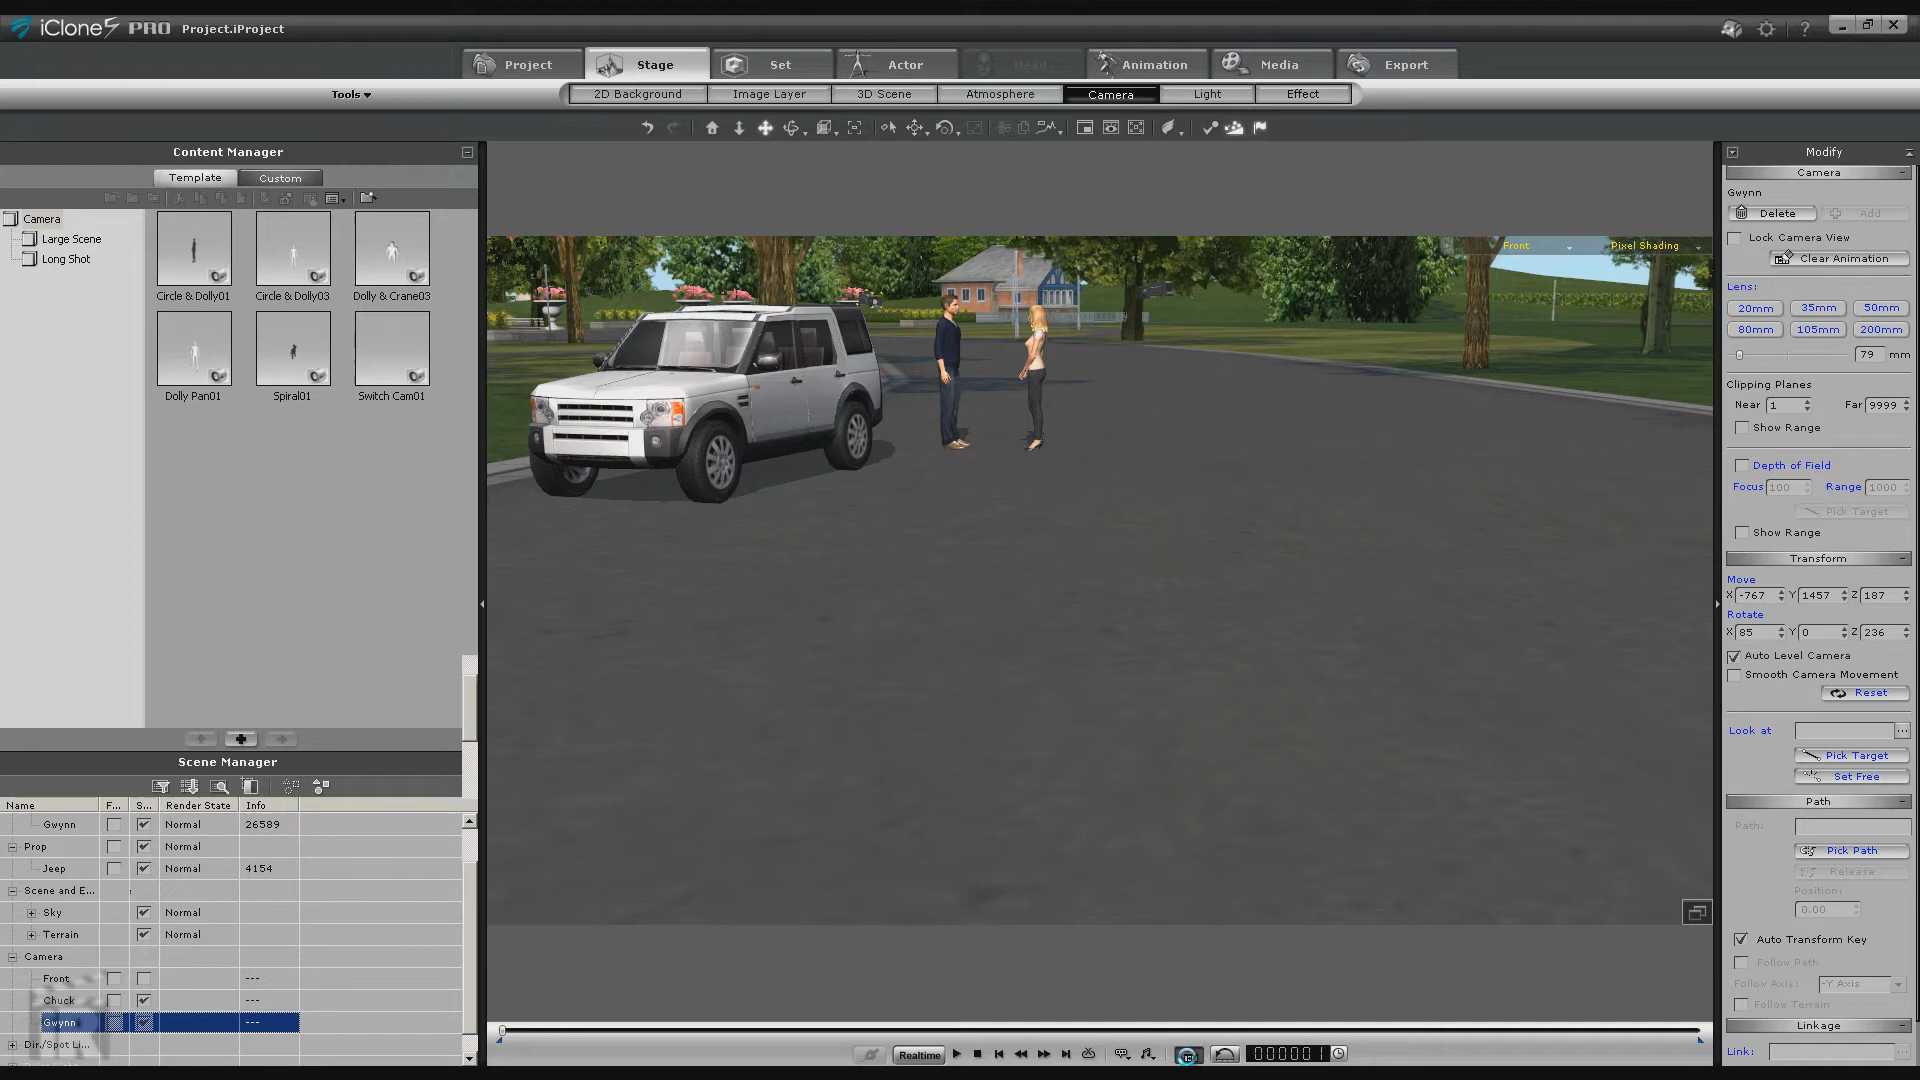 iClone5 PRO Project.iProject
Project Stage Set Actor Head Animation Media Export
Tools
2D Background Image Layer 3D Scene Atmosphere Camera Light Effect
Content Manager
Template Custom
Camera
Large Scene
Long Shot
Circle & Dolly01 Circle & Dolly03 Dolly & Crane03
Dolly Pan01 Spiral01 Switch Cam01
Scene Manager
Name F... S... Render State Info
Gwynn Normal 26589
Prop Normal
Jeep Normal 4154
Scene and E...
Sky Normal
Terrain Normal
Camera
Front ---
Chuck ---
Gwynn ---
Dir./Spot Li...
Front Pixel Shading
Realtime 000001
Modify
Camera
Gwynn
Delete Add
Lock Camera View
Clear Animation
Lens:
20mm 35mm 50mm
80mm 105mm 200mm
79 mm
Clipping Planes
Near 1 Far 9999
Show Range
Depth of Field
Focus 100 Range 1000
Pick Target
Show Range
Transform
Move
X -767 Y 1457 Z 187
Rotate
X 85 Y 0 Z 236
Auto Level Camera
Smooth Camera Movement
Reset
Look at ...
Pick Target
Set Free
Path
Path:
Pick Path
Release
Position:
0.00
Auto Transform Key
Follow Path
Follow Axis: -Y Axis
Follow Terrain
Linkage
Link: ...